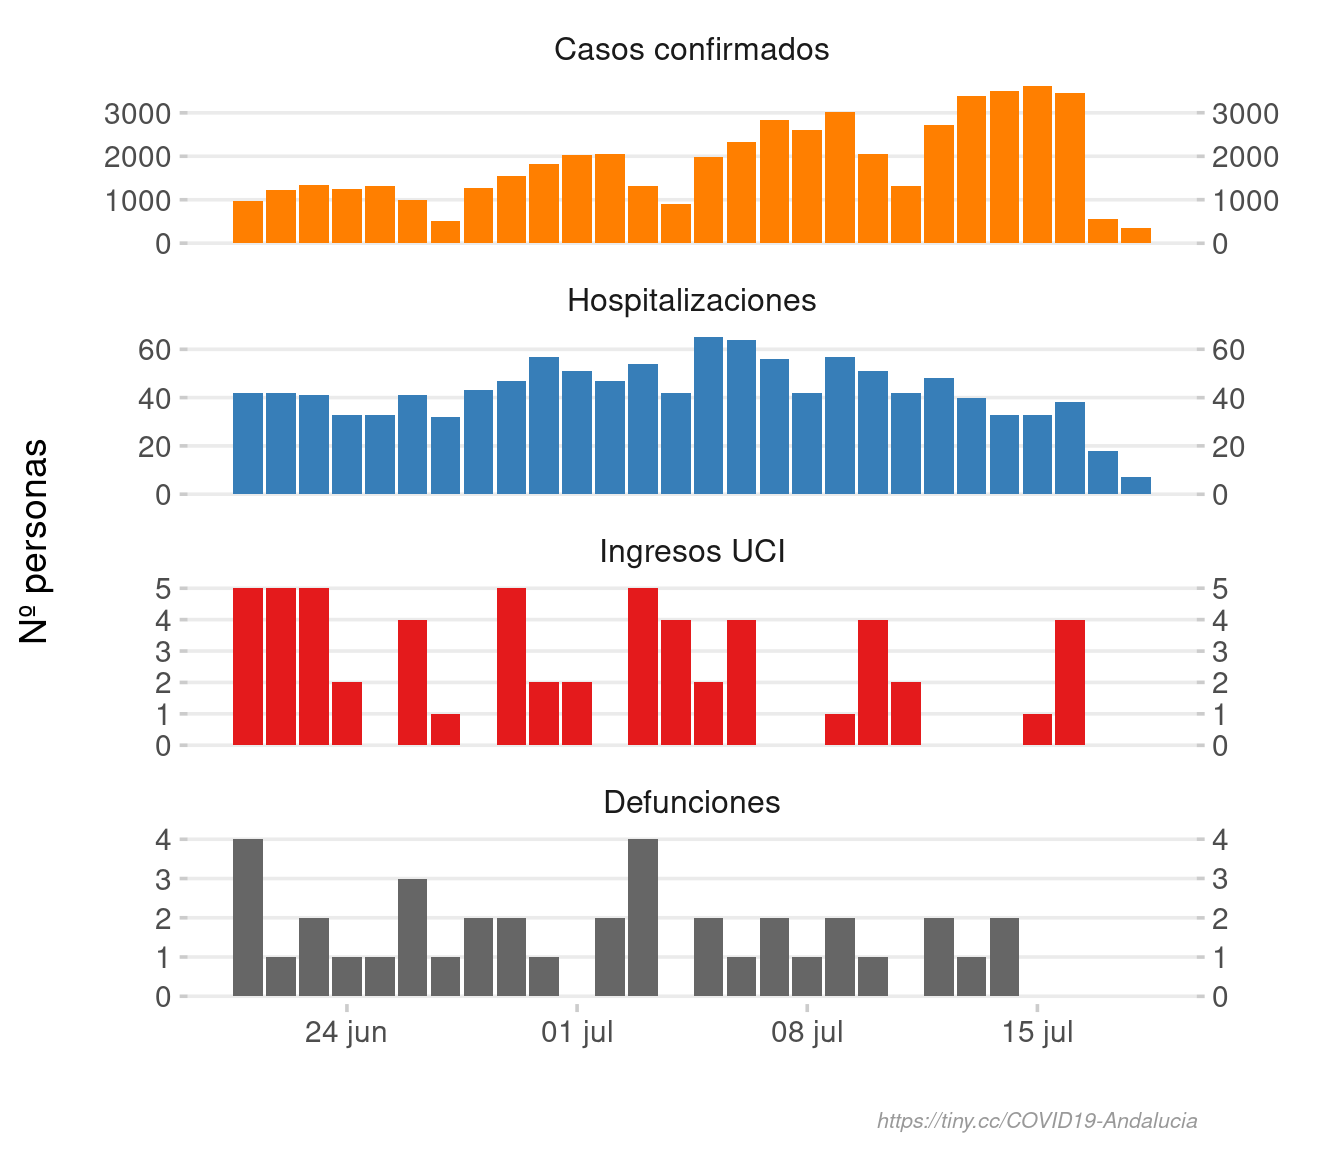 Casos confirmados
3000 3000
2000 2000
1000 1000
0 0
Hospitalizaciones
60 60
40 40
20 20
0 0
Nº personas
Ingresos UCI
5 5
4 4
3 3
2 2
1 1
0 0
Defunciones
4 4
3 3
2 2
1 1
0 0
24 jun 01 jul 08 jul 15 jul
https://tiny.cc/COVID19-Andalucia